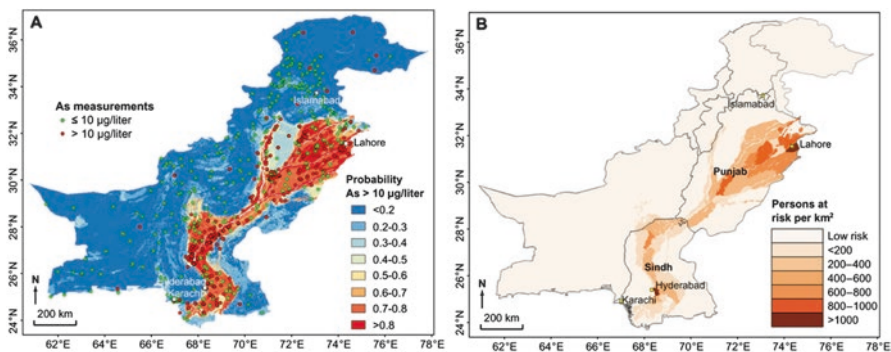 A
36°N
34°N
32°N
30°N
28°N
26°N
24°N
As measurements
≤ 10 µg/liter
> 10 µg/liter
Islamabad
Lahore
Hyderabad
Karachi
Probability
As > 10 µg/liter
<0.2
0.2-0.3
0.3-0.4
0.4-0.5
0.5-0.6
0.6-0.7
0.7-0.8
>0.8
N
200 km
62°E 64°E 66°E 68°E 70°E 72°E 74°E 76°E 78°E
B
36°N
34°N
32°N
30°N
28°N
26°N
24°N
Islamabad
Lahore
Punjab
Sindh
Hyderabad
Karachi
Persons at
risk per km²
Low risk
<200
200–400
400–600
600–800
800–1000
>1000
N
200 km
62°E 64°E 66°E 68°E 70°E 72°E 74°E 76°E 78°E